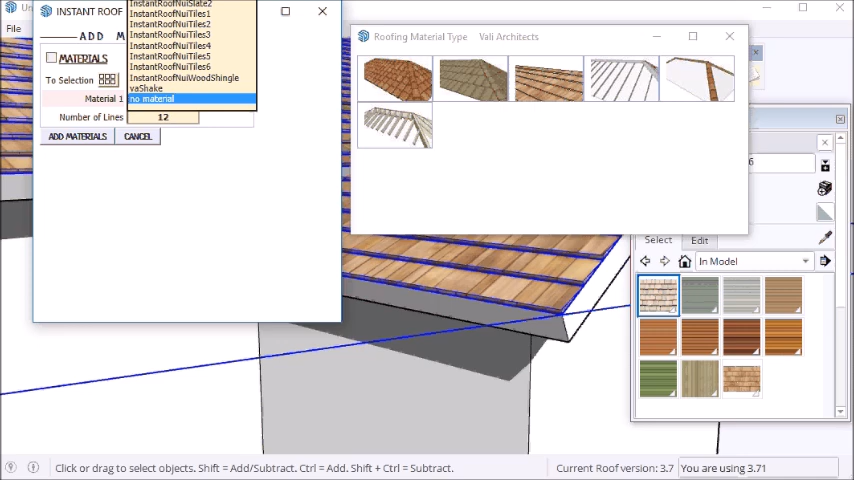 INSTANT ROOF
File
ADD M
MATERIALS
To Selection
Material 1
InstantRoofNuiSlate2
InstantRoofNuiTiles1
InstantRoofNuiTiles2
InstantRoofNuiTiles3
InstantRoofNuiTiles4
InstantRoofNuiTiles5
InstantRoofNuiTiles6
InstantRoofNuiWoodShingle
vaShake
no material
Number of Lines
12
ADD MATERIALS
CANCEL
Roofing Material Type Vali Architects
6
Select
Edit
In Model
Click or drag to select objects. Shift = Add/Subtract. Ctrl = Add. Shift + Ctrl = Subtract.
Current Roof version: 3.7
You are using 3.71